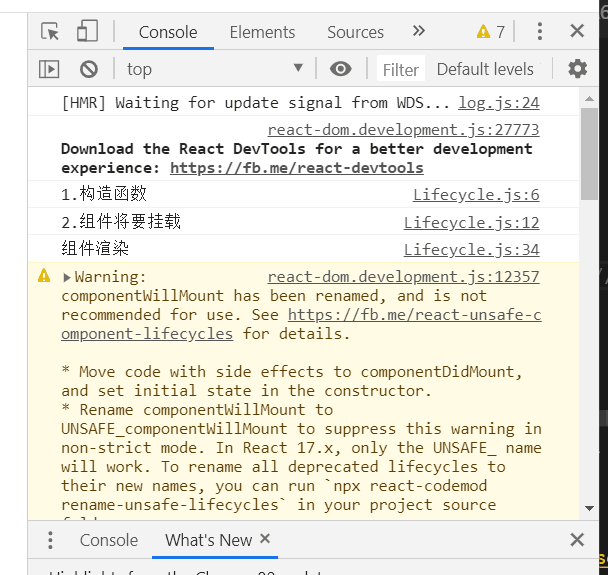 Console Elements Sources » 7
top Filter Default levels
[HMR] Waiting for update signal from WDS... log.js:24
react-dom.development.js:27773
Download the React DevTools for a better development
experience: https://fb.me/react-devtools
1.构造函数 Lifecycle.js:6
2.组件将要挂载 Lifecycle.js:12
组件渲染 Lifecycle.js:34
Warning: react-dom.development.js:12357
componentWillMount has been renamed, and is not
recommended for use. See https://fb.me/react-unsafe-c
omponent-lifecycles for details.
* Move code with side effects to componentDidMount,
and set initial state in the constructor.
* Rename componentWillMount to
UNSAFE_componentWillMount to suppress this warning in
non-strict mode. In React 17.x, only the UNSAFE_ name
will work. To rename all deprecated lifecycles to
their new names, you can run `npx react-codemod
rename-unsafe-lifecycles` in your project source
Console What's New